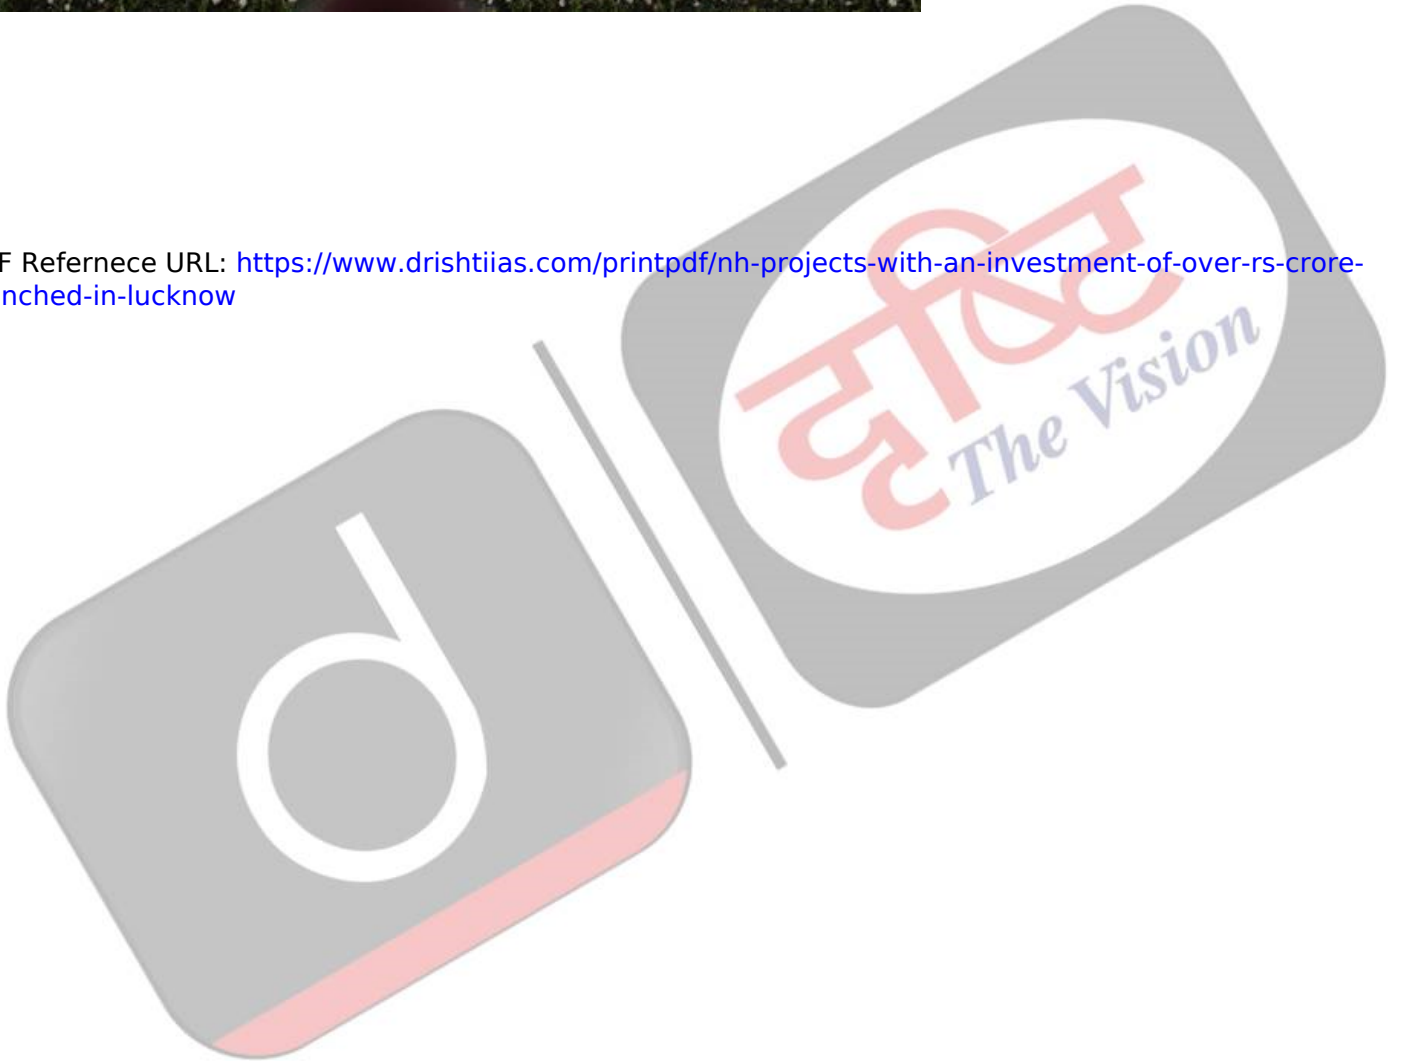 F Refernece URL: https://www.drishtiias.com/printpdf/nh-projects-with-an-investment-of-over-rs-crore-
nched-in-lucknow
दृष्टि
The Vision
d